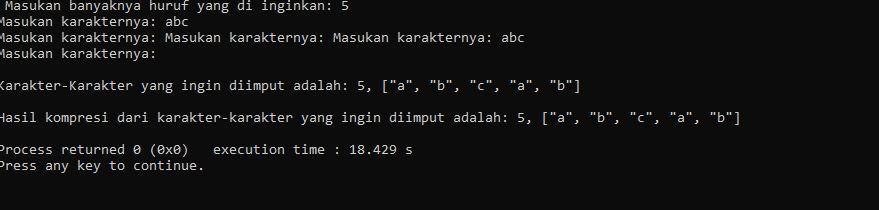 Masukan banyaknya huruf yang di inginkan: 5
Masukan karakternya: abc
Masukan karakternya: Masukan karakternya: Masukan karakternya: abc
Masukan karakternya:
Karakter-Karakter yang ingin diimput adalah: 5, ["a", "b", "c", "a", "b"]
Hasil kompresi dari karakter-karakter yang ingin diimput adalah: 5, ["a", "b", "c", "a", "b"]
Process returned 0 (0x0)   execution time : 18.429 s
Press any key to continue.